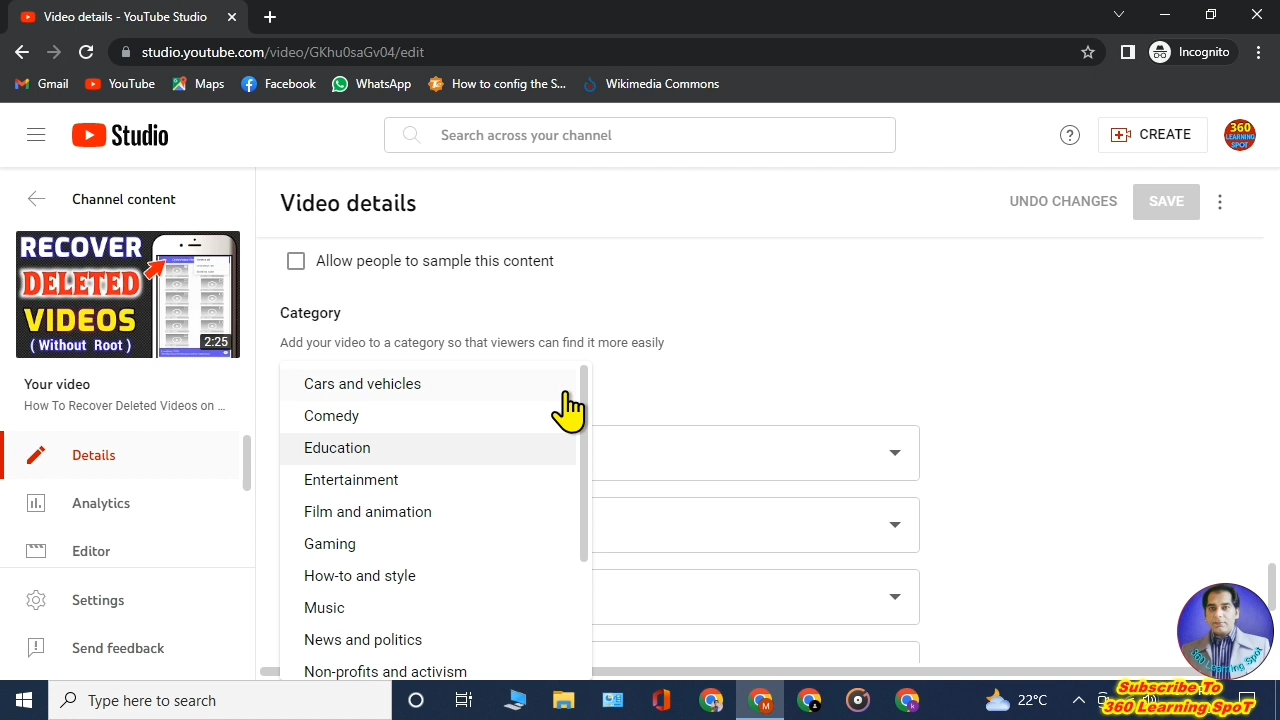 Video details - YouTube Studio
studio.youtube.com/video/GKhu0saGv04/edit
Incognito
Gmail
YouTube
Maps
Facebook
WhatsApp
How to config the S...
Wikimedia Commons
Studio
Search across your channel
CREATE
360
LEARNING
SPOT
Channel content
Video details
UNDO CHANGES
SAVE
RECOVER
DELETED
VIDEOS
( Without Root )
2:25
Your video
How To Recover Deleted Videos on ...
Details
Analytics
Editor
Settings
Send feedback
Allow people to sample this content
Category
Add your video to a category so that viewers can find it more easily
Cars and vehicles
Comedy
Education
Entertainment
Film and animation
Gaming
How-to and style
Music
News and politics
Non-profits and activism
360 Learning Spot
Type here to search
22°C
Subscribe To
360 Learning SpoT